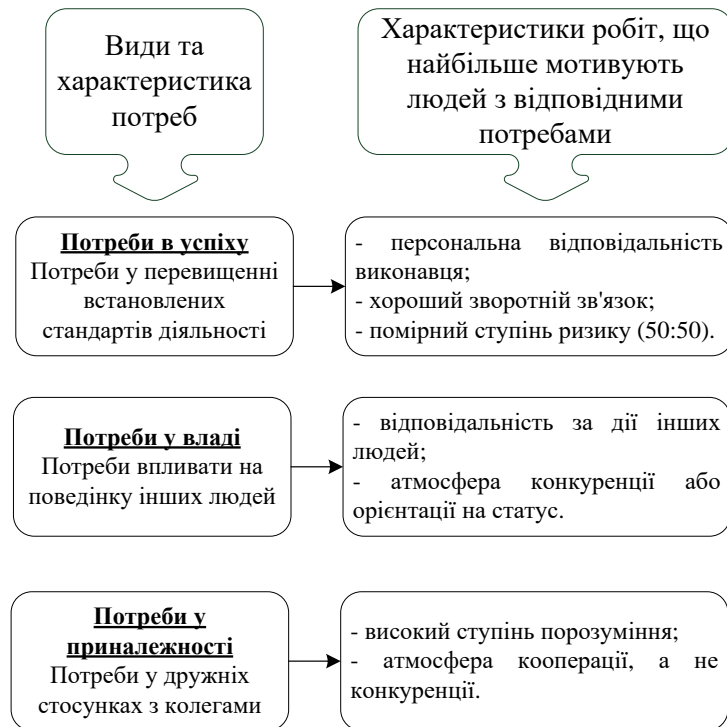 Види та
характеристика
потреб
Характеристики робіт, що
найбільше мотивують
людей з відповідними
потребами
Потреби в успіху
Потреби у перевищенні
встановлених
стандартів діяльності
- персональна відповідальність
виконавця;
- хороший зворотній зв'язок;
- помірний ступінь ризику (50:50).
Потреби у владі
Потреби впливати на
поведінку інших людей
- відповідальність за дії інших
людей;
- атмосфера конкуренції або
орієнтації на статус.
Потреби у
приналежності
Потреби у дружніх
стосунках з колегами
- високий ступінь порозуміння;
- атмосфера кооперації, а не
конкуренції.